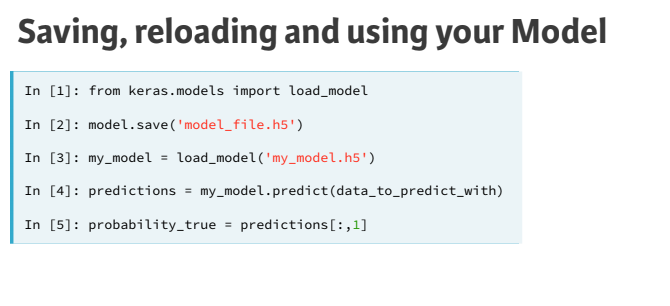 Saving, reloading and using your Model
In [1]: from keras.models import load_model
In [2]: model.save('model_file.h5')
In [3]: my_model = load_model('my_model.h5')
In [4]: predictions = my_model.predict(data_to_predict_with)
In [5]: probability_true = predictions[:,1]